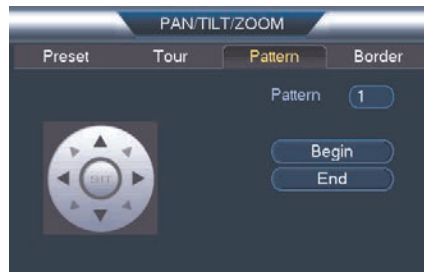 PAN/TILT/ZOOM
Preset Tour Pattern Border
Pattern 1
Begin
End